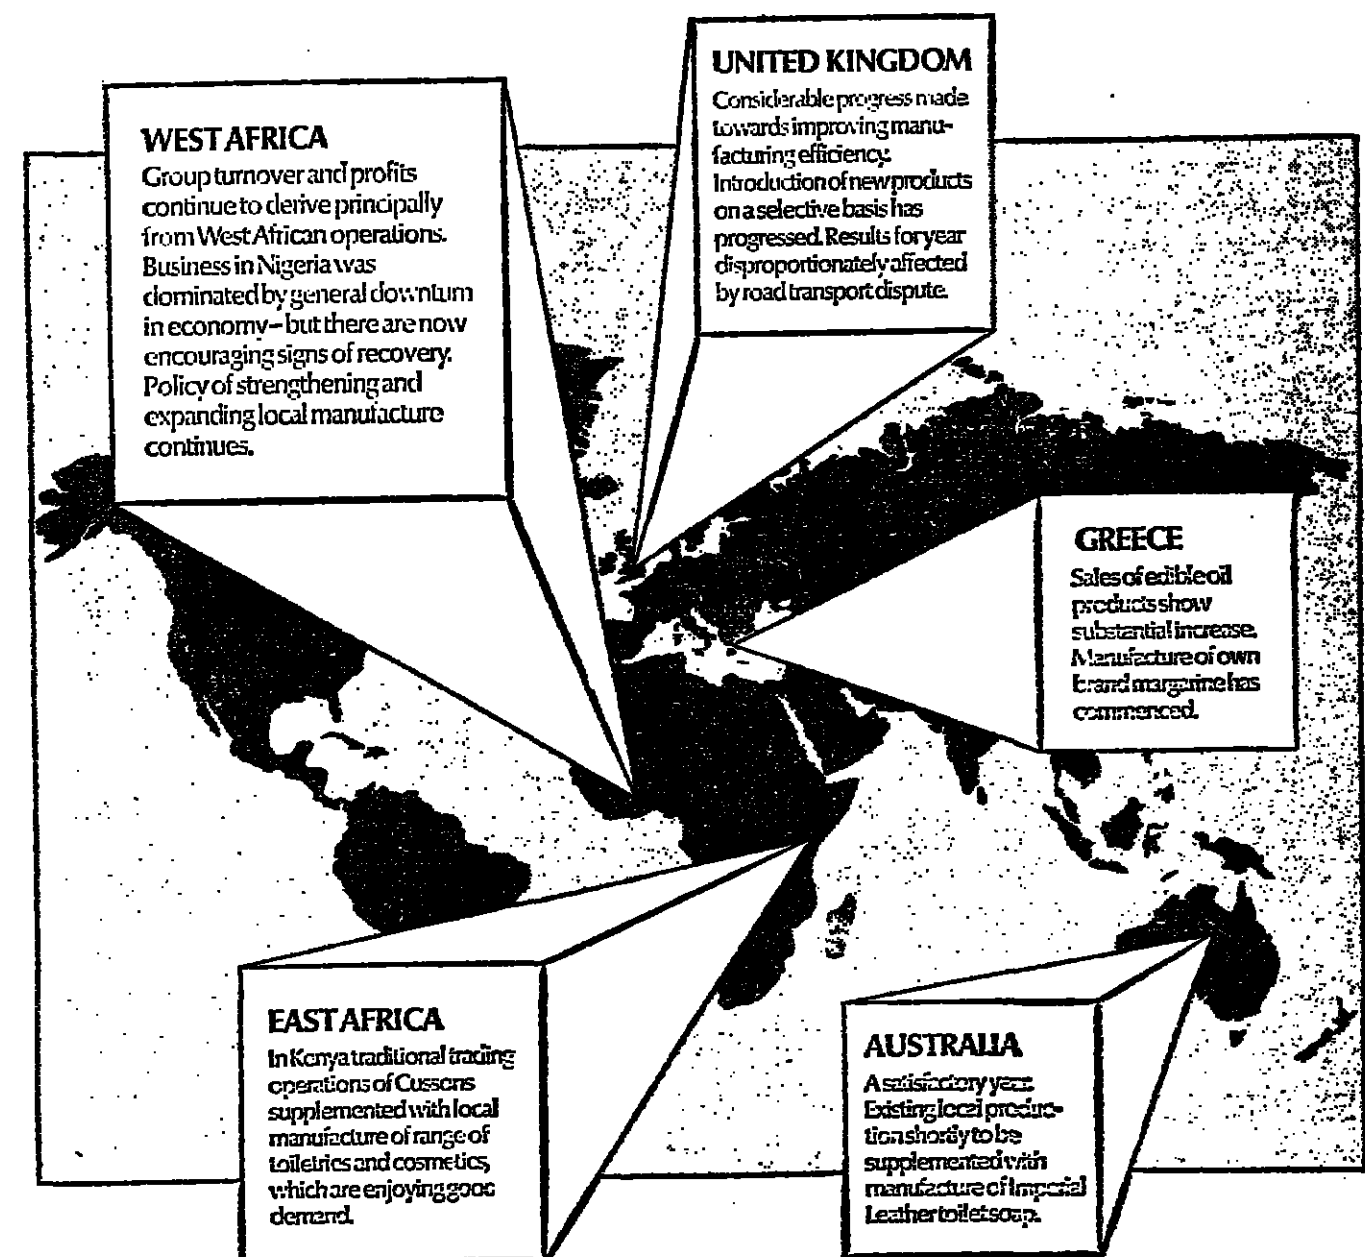 WEST AFRICA
Group turnover and profits
continue to derive principally
from West African operations.
Business in Nigeria was
dominated by general downturn
in economy – but there are now
encouraging signs of recovery.
Policy of strengthening and
expanding local manufacture
continues.
UNITED KINGDOM
Considerable progress made
towards improving manu-
facturing efficiency.
Introduction of new products
on a selective basis has
progressed. Results for year
disproportionately affected
by road transport dispute.
GREECE
Sales of edible oil
products show
substantial increase.
Manufacture of own
brand margarine has
commenced.
EAST AFRICA
In Kenya traditional trading
operations of Cussons
supplemented with local
manufacture of range of
toiletries and cosmetics,
which are enjoying good
demand.
AUSTRALIA
A satisfactory year.
Existing local produc-
tion shortly to be
supplemented with
manufacture of Imperial
Leather toilet soap.